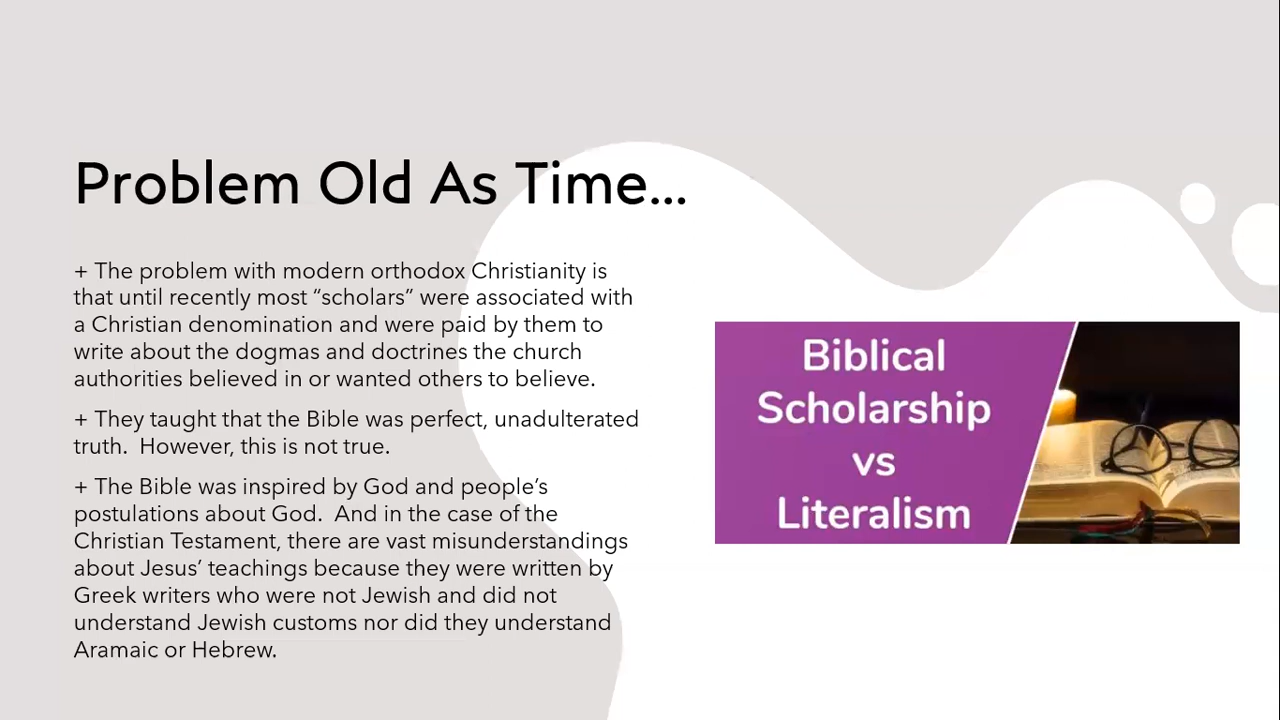 Problem Old As Time...
+ The problem with modern orthodox Christianity is
that until recently most “scholars” were associated with
a Christian denomination and were paid by them to
write about the dogmas and doctrines the church
authorities believed in or wanted others to believe.
+ They taught that the Bible was perfect, unadulterated
truth.  However, this is not true.
+ The Bible was inspired by God and people’s
postulations about God.  And in the case of the
Christian Testament, there are vast misunderstandings
about Jesus’ teachings because they were written by
Greek writers who were not Jewish and did not
understand Jewish customs nor did they understand
Aramaic or Hebrew.
Biblical
Scholarship
vs
Literalism